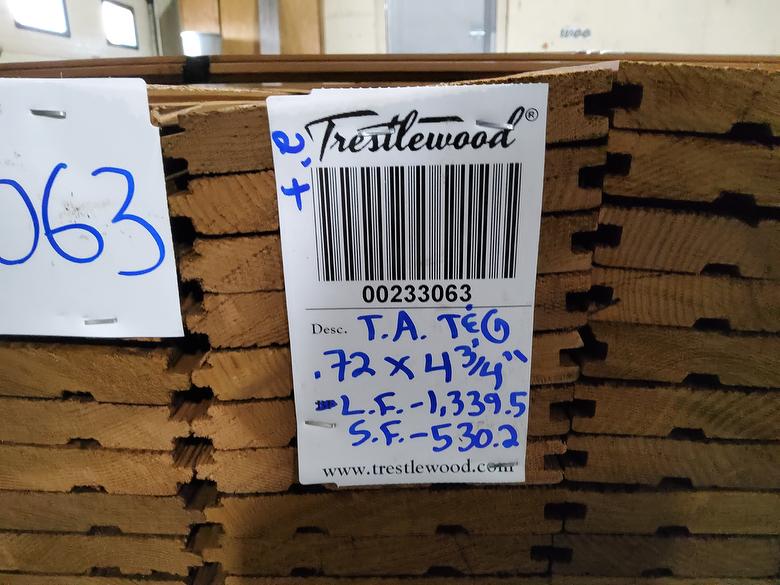 063
t-2
Trestlewood®
00233063
Desc. T.A. T&G
.72 x 4 3/4"
L.F. - 1,339.5
S.F. - 530.2
www.trestlewood.com